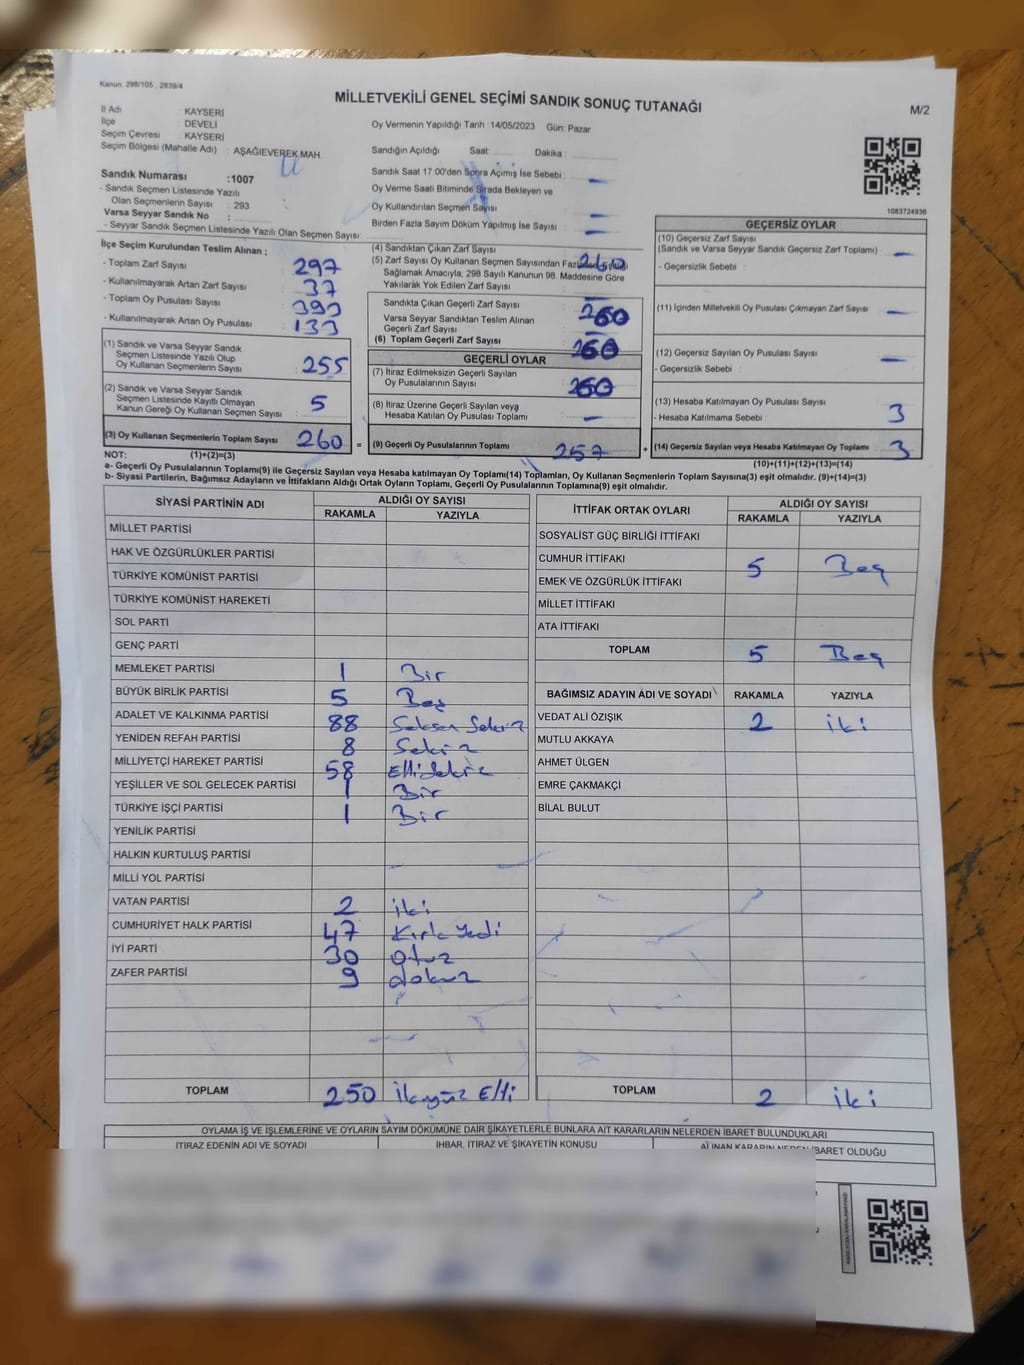 Kanun: 298/105 , 2839/4
MİLLETVEKİLİ GENEL SEÇİMİ SANDIK SONUÇ TUTANAĞI
M/2
İl Adı : KAYSERİ
İlçe : DEVELİ
Seçim Çevresi : KAYSERİ
Seçim Bölgesi (Mahalle Adı) : AŞAĞIEVEREK MAH
Sandık Numarası :1007
- Sandık Seçmen Listesinde Yazılı
Olan Seçmenlerin Sayısı : 293
Varsa Seyyar Sandık No :
- Seyyar Sandık Seçmen Listesinde Yazılı Olan Seçmen Sayısı:
Oy Vermenin Yapıldığı Tarih :14/05/2023 Gün: Pazar
Sandığın Açıldığı Saat: Dakika:
Sandık Saat 17:00'den Sonra Açımış İse Sebebi : -
Oy Verme Saati Bitiminde Sırada Bekleyen ve
Oy Kullandırılan Seçmen Sayısı : -
Birden Fazla Sayım Döküm Yapılmış İse Sayısı : -
1083724936
İlçe Seçim Kurulundan Teslim Alınan ;
- Toplam Zarf Sayısı : 297
- Kullanılmayarak Artan Zarf Sayısı : 37
- Toplam Oy Pusulası Sayısı : 393
- Kullanılmayarak Artan Oy Pusulası : 133
(1) Sandık ve Varsa Seyyar Sandık
Seçmen Listesinde Yazılı Olup
Oy Kullanan Seçmenlerin Sayısı : 255
(2) Sandık ve Varsa Seyyar Sandık
Seçmen Listesinde Kayıtlı Olmayan
Kanun Gereği Oy Kullanan Seçmen Sayısı : 5
(3) Oy Kullanan Seçmenlerin Toplam Sayısı : 260 =
(4) Sandıktan Çıkan Zarf Sayısı : 260
(5) Zarf Sayısı Oy Kullanan Seçmen Sayısından
Sağlamak Amacıyla, 298 Sayılı Kanunun 98. Maddesine Göre
Yakılarak Yok Edilen Zarf Sayısı :
Sandıkta Çıkan Geçerli Zarf Sayısı : 260
Varsa Seyyar Sandıktan Teslim Alınan
Geçerli Zarf Sayısı :
(6) Toplam Geçerli Zarf Sayısı : 260
GEÇERLİ OYLAR
(7) İtiraz Edilmeksizin Geçerli Sayılan
Oy Pusulalarının Sayısı : 260
(8) İtiraz Üzerine Geçerli Sayılan veya
Hesaba Katılan Oy Pusulası Toplamı : -
(9) Geçerli Oy Pusulalarının Toplamı : 257 +
GEÇERSİZ OYLAR
(10) Geçersiz Zarf Sayısı
(Sandık ve Varsa Seyyar Sandık Geçersiz Zarf Toplamı) : -
- Geçersizlik Sebebi :
(11) İçinden Milletvekili Oy Pusulası Çıkmayan Zarf Sayısı : -
(12) Geçersiz Sayılan Oy Pusulası Sayısı : -
- Geçersizlik Sebebi :
(13) Hesaba Katılmayan Oy Pusulası Sayısı
- Hesaba Katılmama Sebebi : 3
(14) Geçersiz Sayılan veya Hesaba Katılmayan Oy Toplamı : 3
NOT: (1)+(2)=(3)
(10)+(11)+(12)+(13)=(14)
a- Geçerli Oy Pusulalarının Toplamı(9) ile Geçersiz Sayılan veya Hesaba katılmayan Oy Toplamı(14) Toplamları, Oy Kullanan Seçmenlerin Toplam Sayısına(3) eşit olmalıdır. (9)+(14)=(3)
b- Siyasi Partilerin, Bağımsız Adayların ve İttifakların Aldığı Ortak Oyların Toplamı, Geçerli Oy Pusulalarının Toplamına(9) eşit olmalıdır.
SİYASİ PARTİNİN ADI ALDIĞI OY SAYISI
RAKAMLA YAZIYLA
MİLLET PARTİSİ
HAK VE ÖZGÜRLÜKLER PARTİSİ
TÜRKİYE KOMÜNİST PARTİSİ
TÜRKİYE KOMÜNİST HAREKETİ
SOL PARTİ
GENÇ PARTİ
MEMLEKET PARTİSİ 1 Bir
BÜYÜK BİRLİK PARTİSİ 5 Beş
ADALET VE KALKINMA PARTİSİ 88 Seksen Sekiz
YENİDEN REFAH PARTİSİ 8 Sekiz
MİLLİYETÇİ HAREKET PARTİSİ 58 Ellisekiz
YEŞİLLER VE SOL GELECEK PARTİSİ 1 Bir
TÜRKİYE İŞÇİ PARTİSİ 1 Bir
YENİLİK PARTİSİ
HALKIN KURTULUŞ PARTİSİ
MİLLİ YOL PARTİSİ
VATAN PARTİSİ 2 iki
CUMHURİYET HALK PARTİSİ 47 Kırk Yedi
İYİ PARTİ 30 otuz
ZAFER PARTİSİ 9 dokuz
TOPLAM 250 ikiyüz Elli
İTTİFAK ORTAK OYLARI ALDIĞI OY SAYISI
RAKAMLA YAZIYLA
SOSYALİST GÜÇ BİRLİĞİ İTTİFAKI
CUMHUR İTTİFAKI 5 Beş
EMEK VE ÖZGÜRLÜK İTTİFAKI
MİLLET İTTİFAKI
ATA İTTİFAKI
TOPLAM 5 Beş
BAĞIMSIZ ADAYIN ADI VE SOYADI RAKAMLA YAZIYLA
VEDAT ALİ ÖZIŞIK 2 iki
MUTLU AKKAYA
AHMET ÜLGEN
EMRE ÇAKMAKÇİ
BİLAL BULUT
TOPLAM 2 iki
OYLAMA İŞ VE İŞLEMLERİNE VE OYLARIN SAYIM DÖKÜMÜNE DAİR ŞİKAYETLERLE BUNLARA AİT KARARLARIN NELERDEN İBARET BULUNDUKLARI
İTİRAZ EDENİN ADI VE SOYADI İHBAR, İTİRAZ VE ŞİKAYETİN KONUSU ALINAN KARARIN NEDEN İBARET OLDUĞU